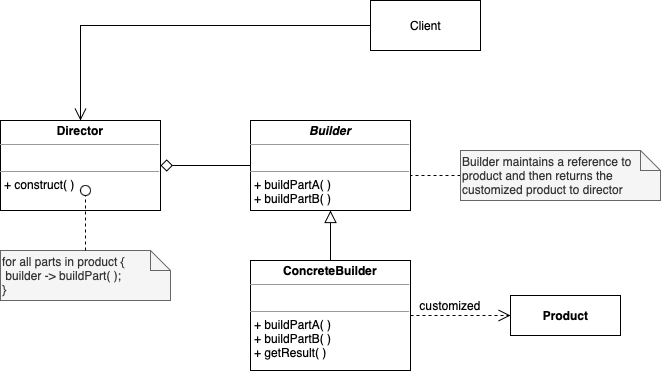 Client
Director
+ construct( )
for all parts in product {
builder -> buildPart( );
}
Builder
+ buildPartA( )
+ buildPartB( )
Builder maintains a reference to
product and then returns the
customized product to director
ConcreteBuilder
+ buildPartA( )
+ buildPartB( )
+ getResult( )
customized
Product